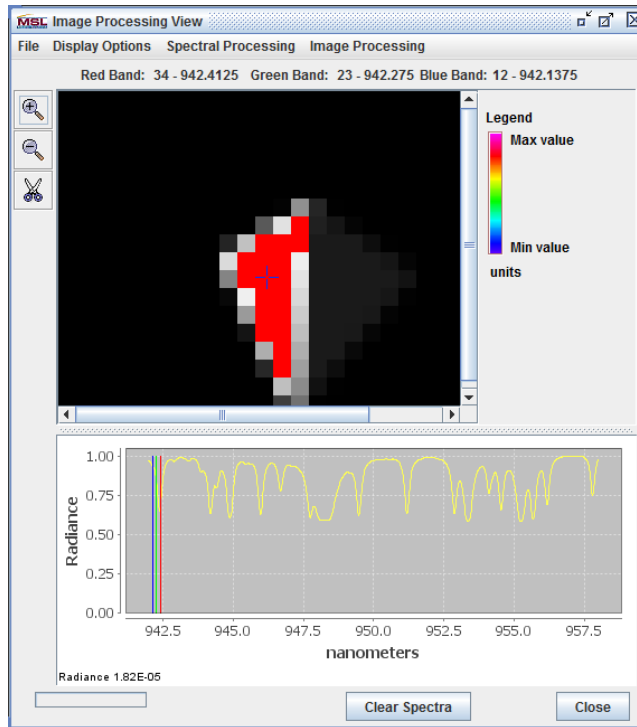 MSL Image Processing View
File Display Options Spectral Processing Image Processing
Red Band: 34 - 942.4125 Green Band: 23 - 942.275 Blue Band: 12 - 942.1375
Legend
Max value
Min value
units
1.00
0.75
0.50
0.25
0.00
Radiance
942.5 945.0 947.5 950.0 952.5 955.0 957.5
nanometers
Radiance 1.82E-05
Clear Spectra Close